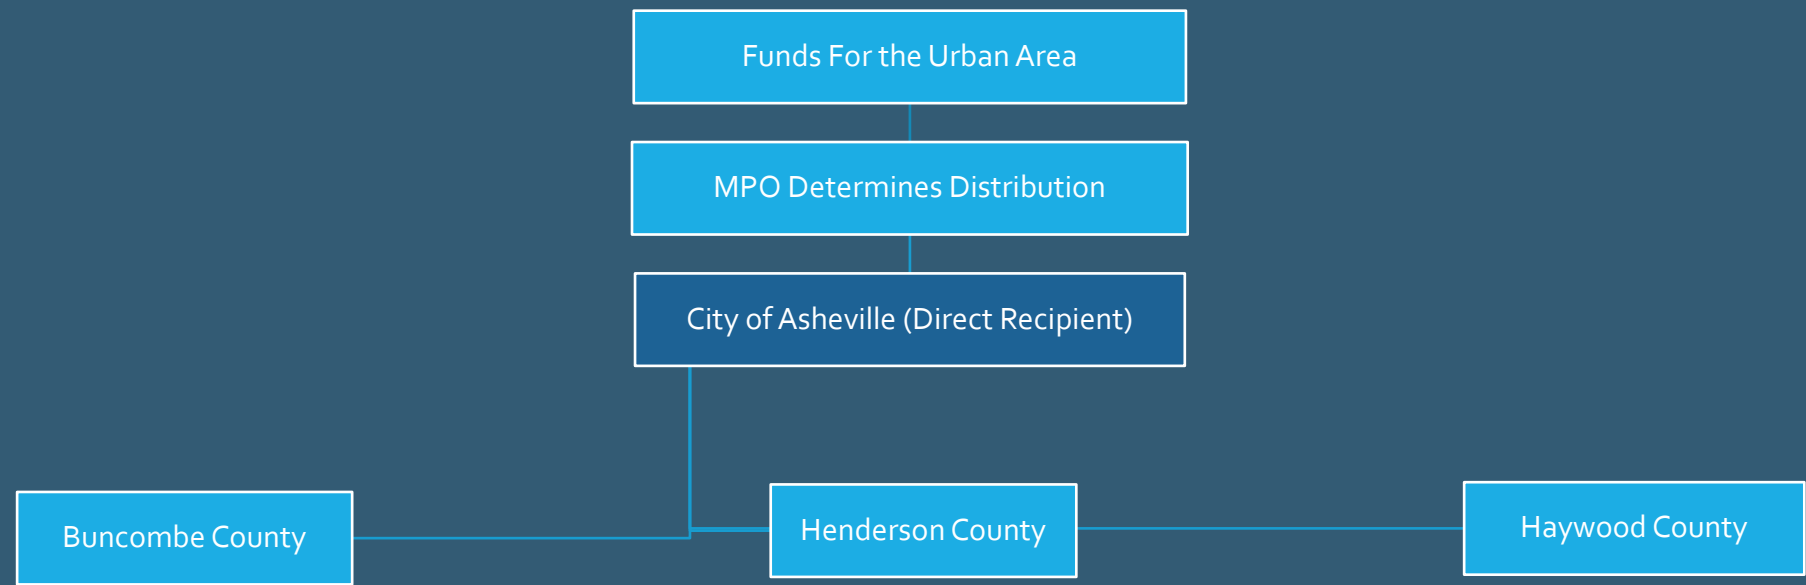 Funds For the Urban Area
MPO Determines Distribution
City of Asheville (Direct Recipient)
Buncombe County
Henderson County
Haywood County